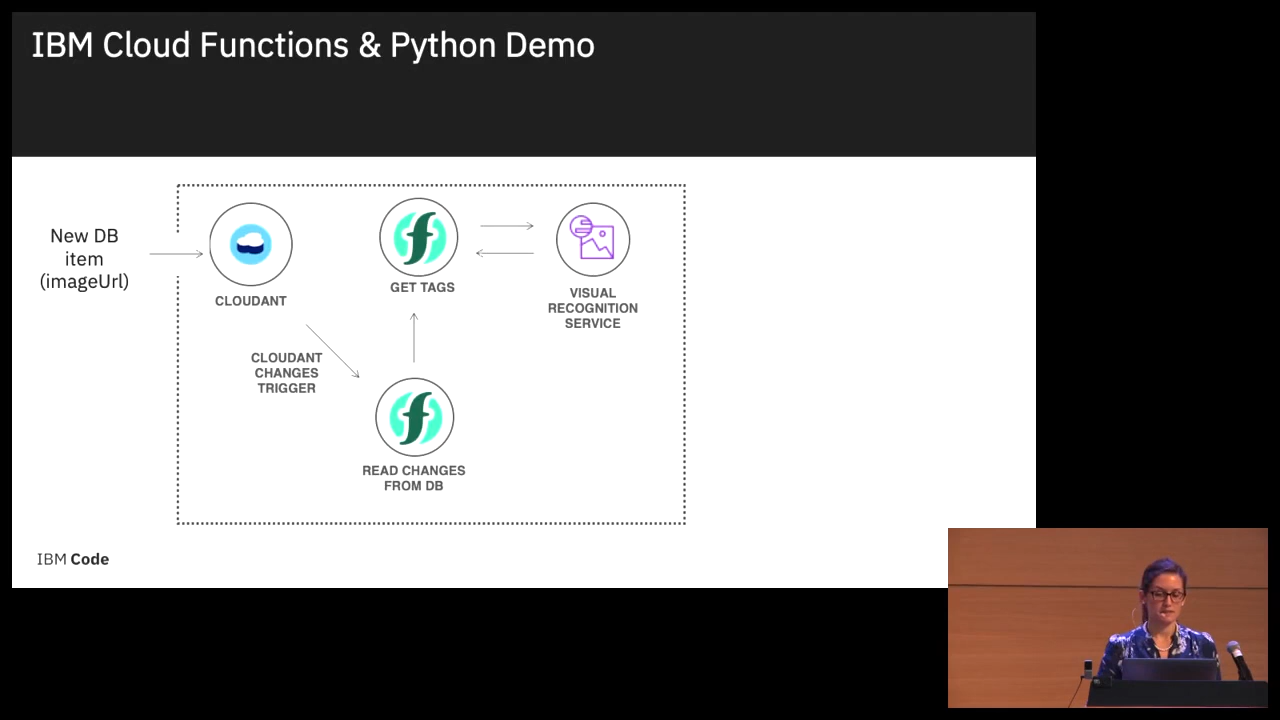 IBM Cloud Functions & Python Demo
New DB
item
(imageUrl)
CLOUDANT
GET TAGS
VISUAL
RECOGNITION
SERVICE
CLOUDANT
CHANGES
TRIGGER
READ CHANGES
FROM DB
IBM Code